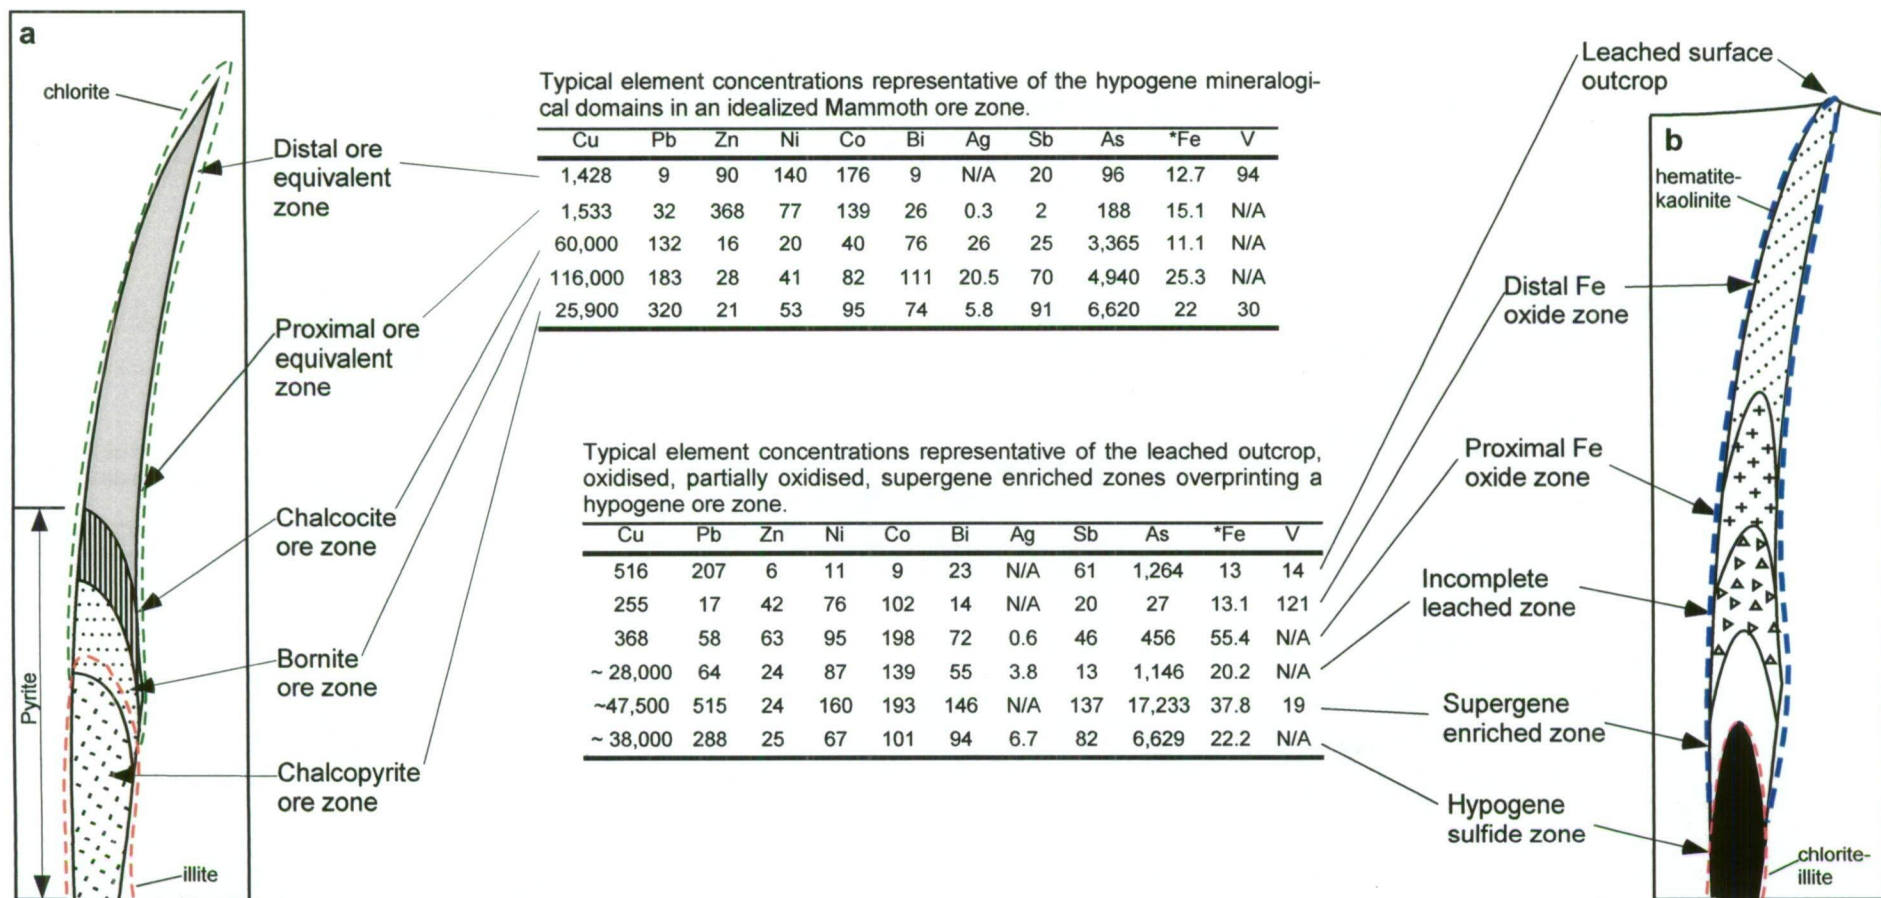 a
chlorite
Distal ore
equivalent
zone
Proximal ore
equivalent
zone
Chalcocite
ore zone
Bornite
ore zone
Chalcopyrite
ore zone
Pyrite
illite
Typical element concentrations representative of the hypogene mineralogi-
cal domains in an idealized Mammoth ore zone.
Cu Pb Zn Ni Co Bi Ag Sb As *Fe V
1,428 9 90 140 176 9 N/A 20 96 12.7 94
1,533 32 368 77 139 26 0.3 2 188 15.1 N/A
60,000 132 16 20 40 76 26 25 3,365 11.1 N/A
116,000 183 28 41 82 111 20.5 70 4,940 25.3 N/A
25,900 320 21 53 95 74 5.8 91 6,620 22 30
Typical element concentrations representative of the leached outcrop,
oxidised, partially oxidised, supergene enriched zones overprinting a
hypogene ore zone.
Cu Pb Zn Ni Co Bi Ag Sb As *Fe V
516 207 6 11 9 23 N/A 61 1,264 13 14
255 17 42 76 102 14 N/A 20 27 13.1 121
368 58 63 95 198 72 0.6 46 456 55.4 N/A
~ 28,000 64 24 87 139 55 3.8 13 1,146 20.2 N/A
~47,500 515 24 160 193 146 N/A 137 17,233 37.8 19
~ 38,000 288 25 67 101 94 6.7 82 6,629 22.2 N/A
Leached surface
outcrop
b
hematite-
kaolinite
Distal Fe
oxide zone
Proximal Fe
oxide zone
Incomplete
leached zone
Supergene
enriched zone
Hypogene
sulfide zone
chlorite-
illite